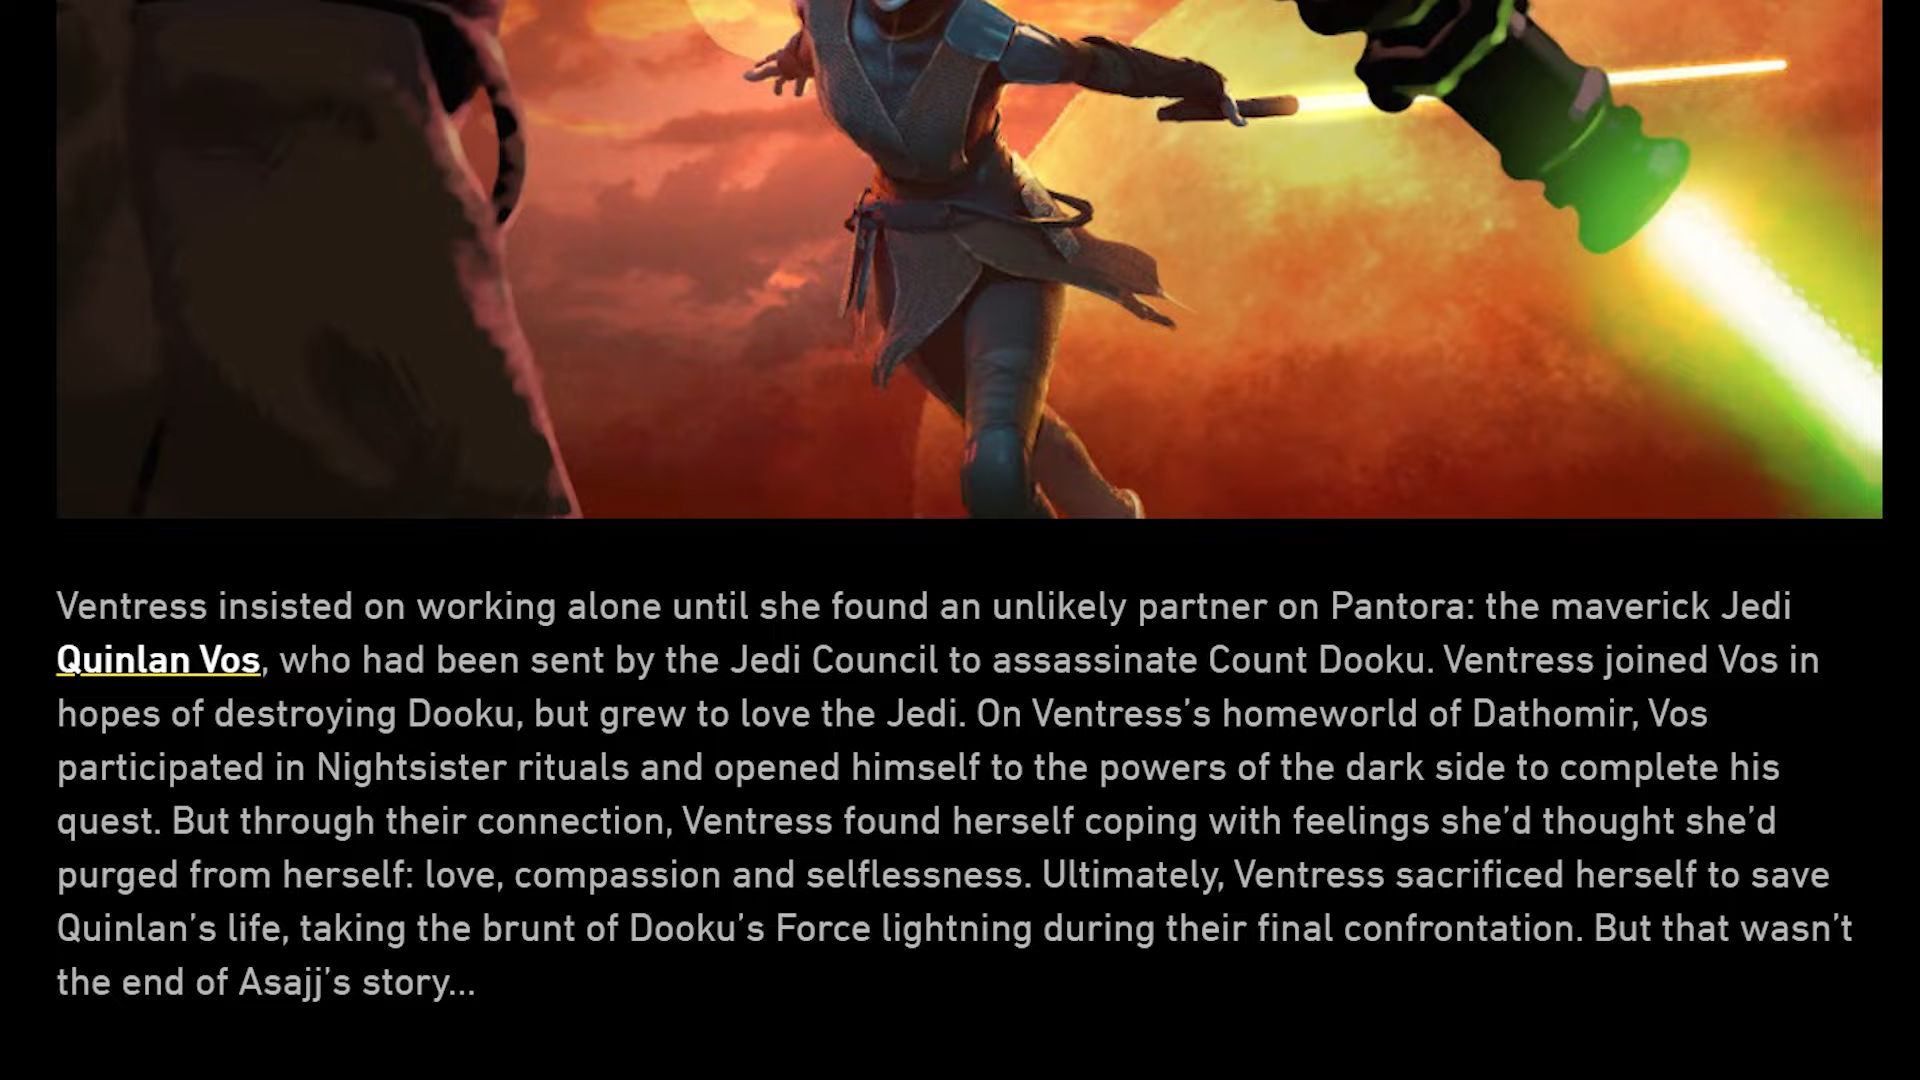 Ventress insisted on working alone until she found an unlikely partner on Pantora: the maverick Jedi
Quinlan Vos, who had been sent by the Jedi Council to assassinate Count Dooku. Ventress joined Vos in
hopes of destroying Dooku, but grew to love the Jedi. On Ventress’s homeworld of Dathomir, Vos
participated in Nightsister rituals and opened himself to the powers of the dark side to complete his
quest. But through their connection, Ventress found herself coping with feelings she’d thought she’d
purged from herself: love, compassion and selflessness. Ultimately, Ventress sacrificed herself to save
Quinlan’s life, taking the brunt of Dooku’s Force lightning during their final confrontation. But that wasn’t
the end of Asajj’s story...